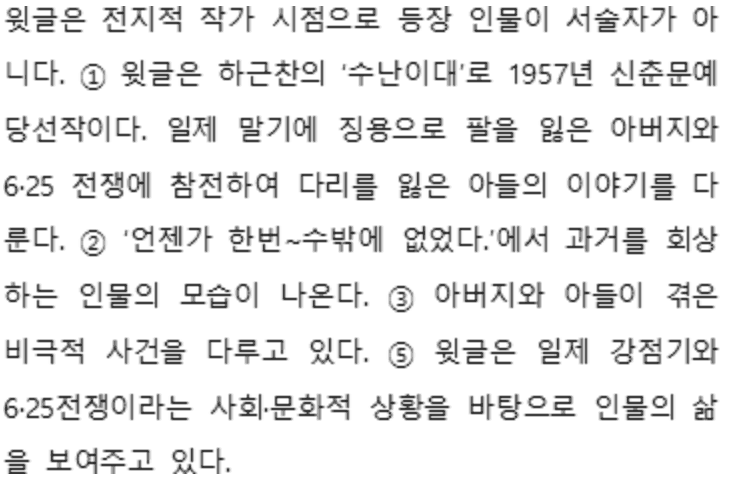 윗글은 전지적 작가 시점으로 등장 인물이 서술자가 아
니다. ① 윗글은 하근찬의 '수난이대'로 1957년 신춘문예
당선작이다. 일제 말기에 징용으로 팔을 잃은 아버지와
6·25 전쟁에 참전하여 다리를 잃은 아들의 이야기를 다
룬다. ② '언젠가 한번~수밖에 없었다.'에서 과거를 회상
하는 인물의 모습이 나온다. ③ 아버지와 아들이 겪은
비극적 사건을 다루고 있다. ⑤ 윗글은 일제 강점기와
6·25전쟁이라는 사회·문화적 상황을 바탕으로 인물의 삶
을 보여주고 있다.